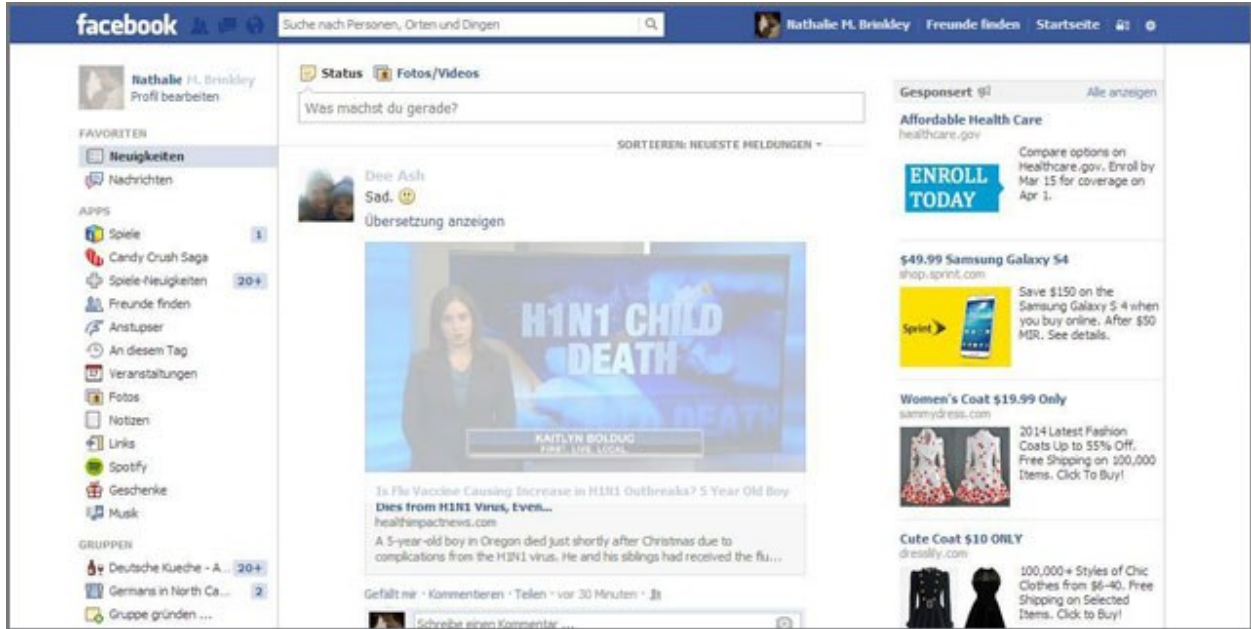 facebook
Suche nach Personen, Orten und Dingen
Nathalie M. Brinkley
Freunde finden
Startseite
Nathalie M. Brinkley
Profil bearbeiten
FAVORITEN
Neuigkeiten
Nachrichten
APPS
Spiele 1
Candy Crush Saga
Spiele-Neuigkeiten 20+
Freunde finden
Anstupser
An diesem Tag
Veranstaltungen
Fotos
Notizen
Links
Spotify
Geschenke
Musik
GRUPPEN
Deutsche Kueche - A... 20+
Germans in North Ca... 2
Gruppe gründen ...
Status Fotos/Videos
Was machst du gerade?
SORTIEREN: NEUESTE MELDUNGEN
Dee Ash
Sad.
Übersetzung anzeigen
H1N1 CHILD
DEATH
KAITLYN BOLDUG
FIRST. LIVE. LOCAL.
Is Flu Vaccine Causing Increase in H1N1 Outbreaks? 5 Year Old Boy
Dies from H1N1 Virus, Even...
healthimpactnews.com
A 5-year-old boy in Oregon died just shortly after Christmas due to
complications from the H1N1 virus. He and his siblings had received the flu...
Gefällt mir · Kommentieren · Teilen · vor 30 Minuten ·
Schreibe einen Kommentar ...
Gesponsert Alle anzeigen
Affordable Health Care
healthcare.gov
ENROLL
TODAY
Compare options on
Healthcare.gov. Enroll by
Mar 15 for coverage on
Apr 1.
$49.99 Samsung Galaxy S4
shop.sprint.com
Sprint
Save $150 on the
Samsung Galaxy S 4 when
you buy online. After $50
MIR. See details.
Women's Coat $19.99 Only
sammydress.com
2014 Latest Fashion
Coats Up to 55% Off.
Free Shipping on 100,000
Items. Click To Buy!
Cute Coat $10 ONLY
dresslily.com
100,000+ Styles of Chic
Clothes from $6-40. Free
Shipping on Selected
Items. Click To Buy!